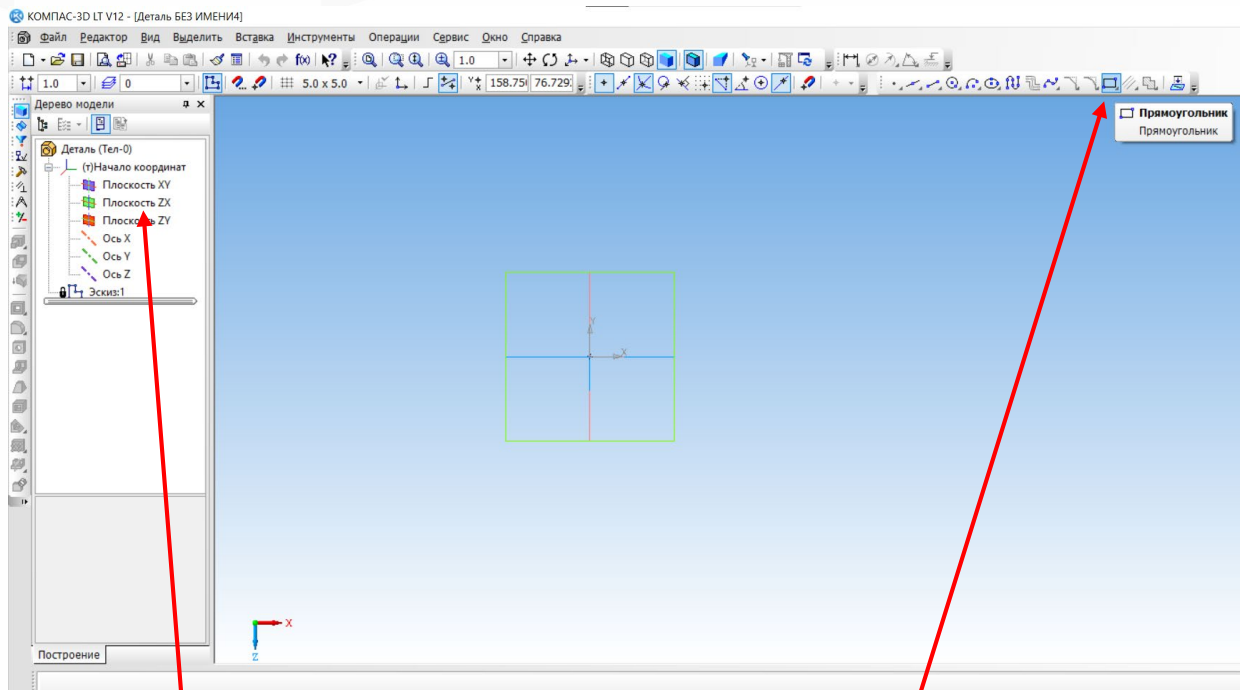 КОМПАС-3D LT V12 - [Деталь БЕЗ ИМЕНИ4]
Файл Редактор Вид Выделить Вставка Инструменты Операции Сервис Окно Справка
f(x) 1.0
1.0 0 5.0 x 5.0 158.75 76.729
Дерево модели
Прямоугольник
Прямоугольник
Деталь (Тел-0)
(т)Начало координат
Плоскость XY
Плоскость ZX
Плоскость ZY
Ось X
Ось Y
Ось Z
Эскиз:1
Y
X
X
Z
Построение